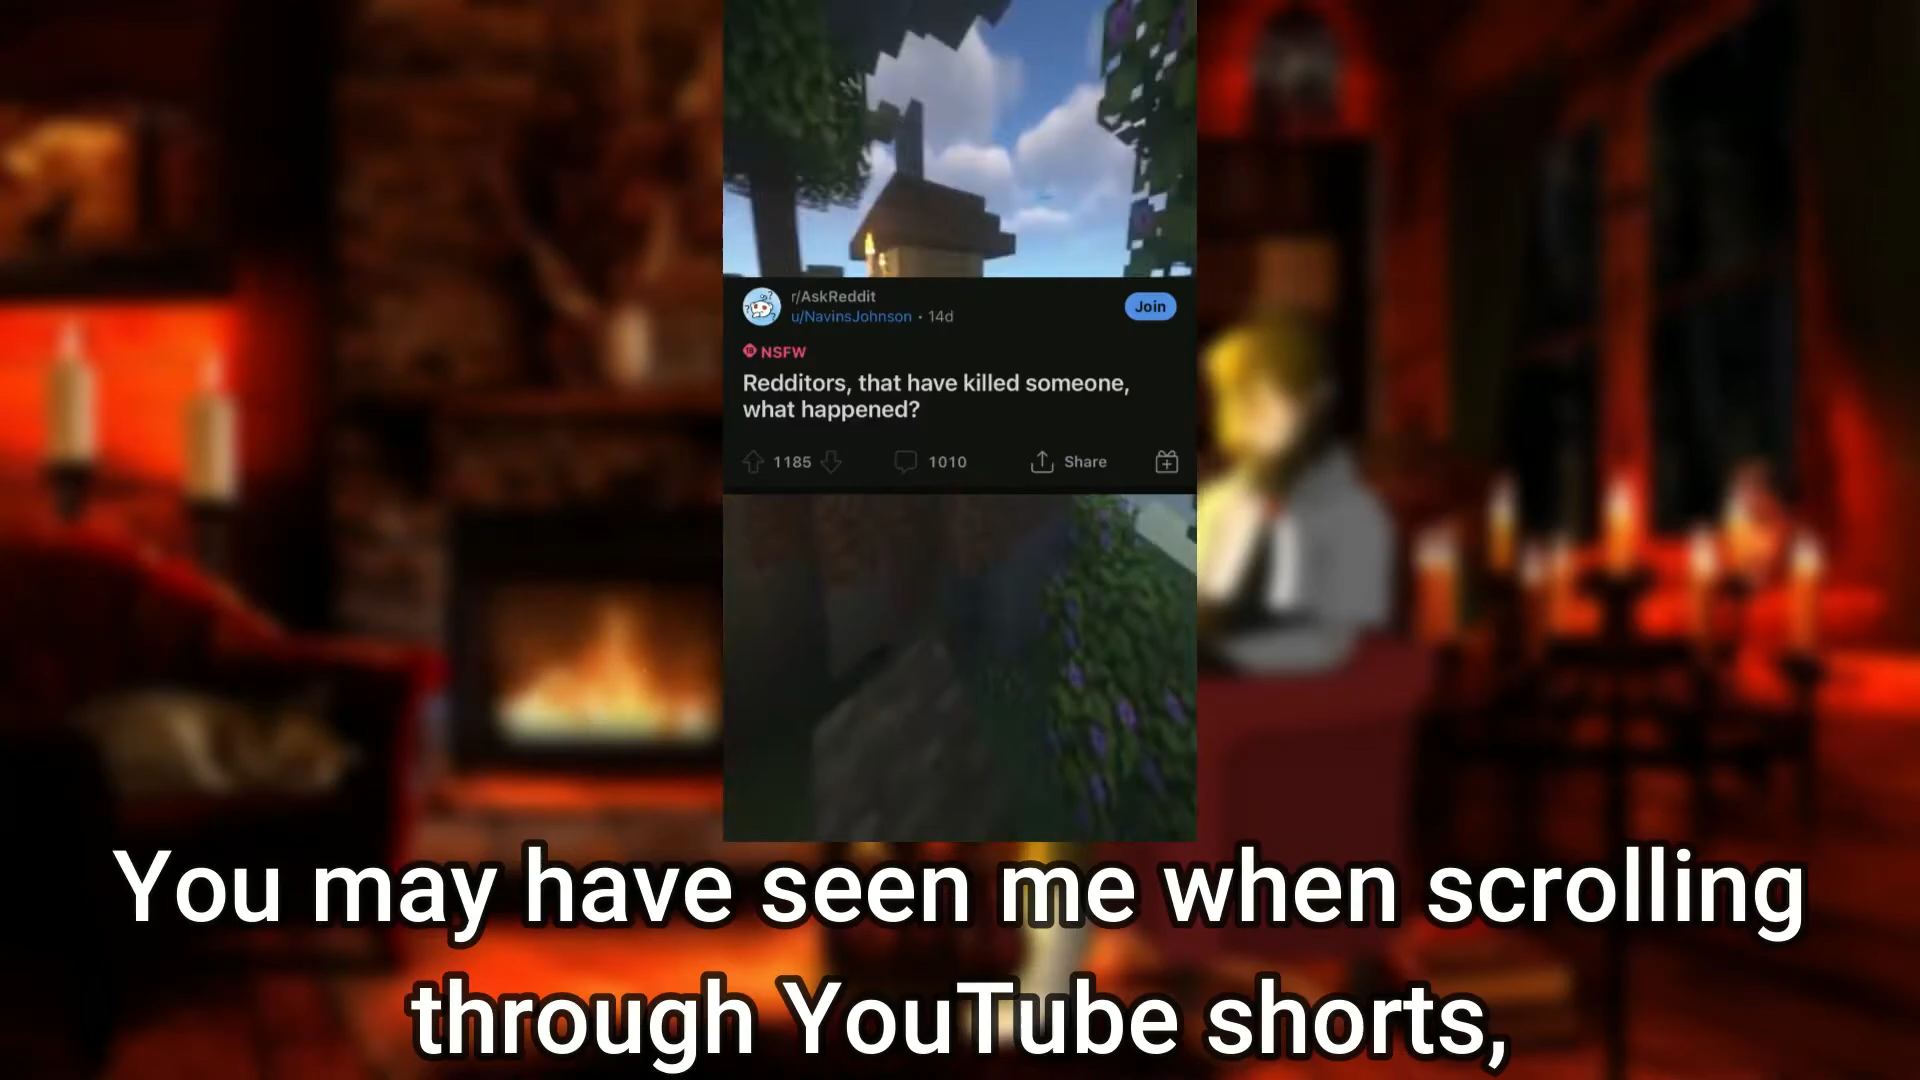 r/AskReddit
u/NavinsJohnson · 14d
Join
NSFW
Redditors, that have killed someone,
what happened?
1185
1010
Share
You may have seen me when scrolling
through YouTube shorts,